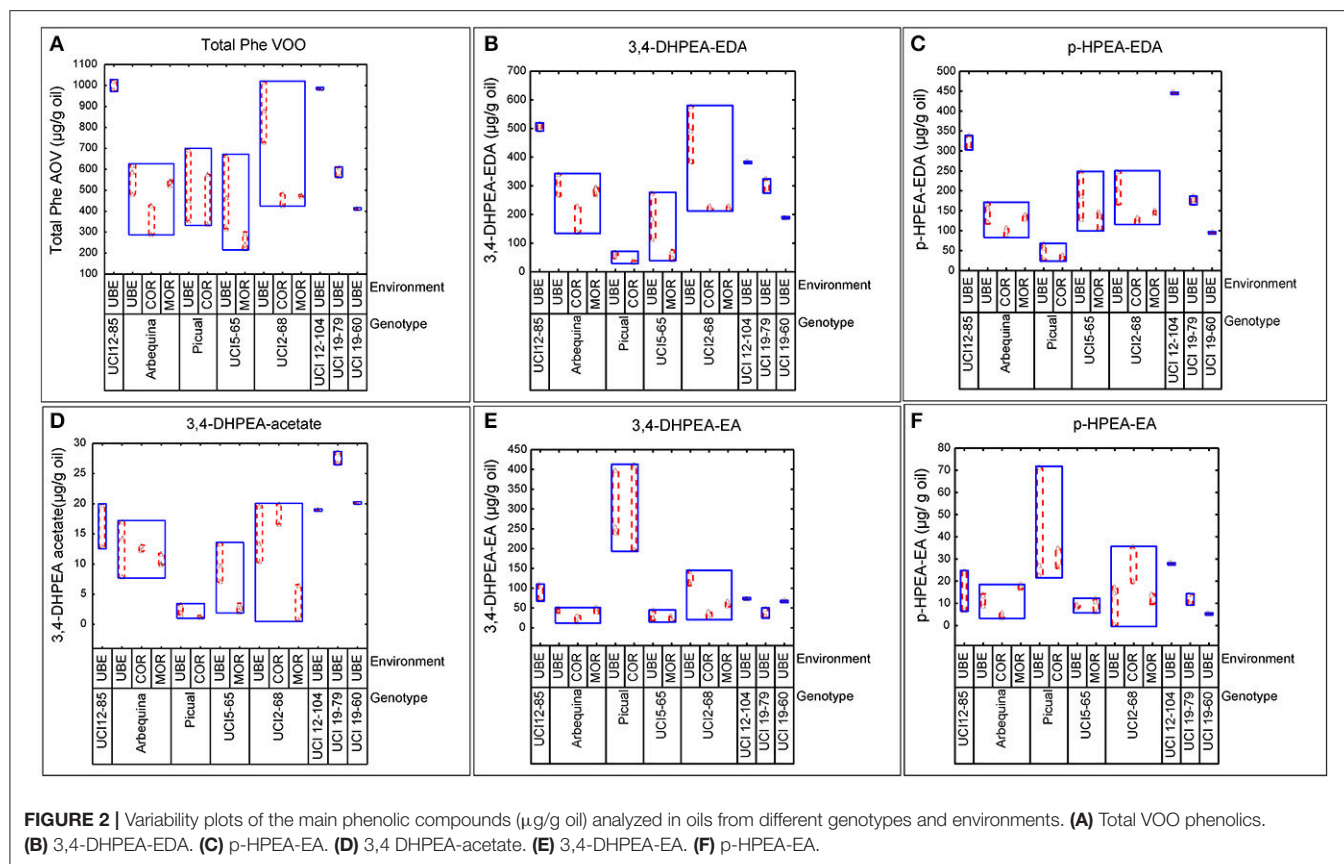 A
Total Phe VOO
Total Phe AOV (µg/g oil)
1100
1000
900
800
700
600
500
400
300
200
100
UBE UBE COR MOR UBE COR UBE MOR UBE COR MOR UBE UBE UBE
Environment
UCI12-85 Arbequina Picual UCI5-65 UCI2-68 UCI 12-104 UCI 19-79 UCI 19-60
Genotype
B
3,4-DHPEA-EDA
3,4-DHPEA-EDA (µg/g oil)
700
600
500
400
300
200
100
0
UBE UBE COR MOR UBE COR UBE MOR UBE COR MOR UBE UBE UBE
Environment
UCI12-85 Arbequina Picual UCI5-65 UCI2-68 UCI 12-104 UCI 19-79 UCI 19-60
Genotype
C
p-HPEA-EDA
p-HPEA-EDA (µg/g oil)
500
450
400
350
300
250
200
150
100
50
0
UBE UBE COR MOR UBE COR UBE MOR UBE COR MOR UBE UBE UBE
Environment
UCI12-85 Arbequina Picual UCI5-65 UCI2-68 UCI 12-104 UCI 19-79 UCI 19-60
Genotype
D
3,4-DHPEA-acetate
3,4-DHPEA acetate(µg/g oil)
30
25
20
15
10
5
0
UBE UBE COR MOR UBE COR UBE MOR UBE COR MOR UBE UBE UBE
Environment
UCI12-85 Arbequina Picual UCI5-65 UCI2-68 UCI 12-104 UCI 19-79 UCI 19-60
Genotype
E
3,4-DHPEA-EA
3,4-DHPEA-EA (µg/g oil)
450
400
350
300
250
200
150
100
50
0
UBE UBE COR MOR UBE COR UBE MOR UBE COR MOR UBE UBE UBE
Environment
UCI12-85 Arbequina Picual UCI5-65 UCI2-68 UCI 12-104 UCI 19-79 UCI 19-60
Genotype
F
p-HPEA-EA
p-HPEA-EA (µg/ g oil)
80
70
60
50
40
30
20
10
0
UBE UBE COR MOR UBE COR UBE MOR UBE COR MOR UBE UBE UBE
Environment
UCI12-85 Arbequina Picual UCI5-65 UCI2-68 UCI 12-104 UCI 19-79 UCI 19-60
Genotype
FIGURE 2 | Variability plots of the main phenolic compounds (µg/g oil) analyzed in oils from different genotypes and environments. (A) Total VOO phenolics.
(B) 3,4-DHPEA-EDA. (C) p-HPEA-EA. (D) 3,4 DHPEA-acetate. (E) 3,4-DHPEA-EA. (F) p-HPEA-EA.